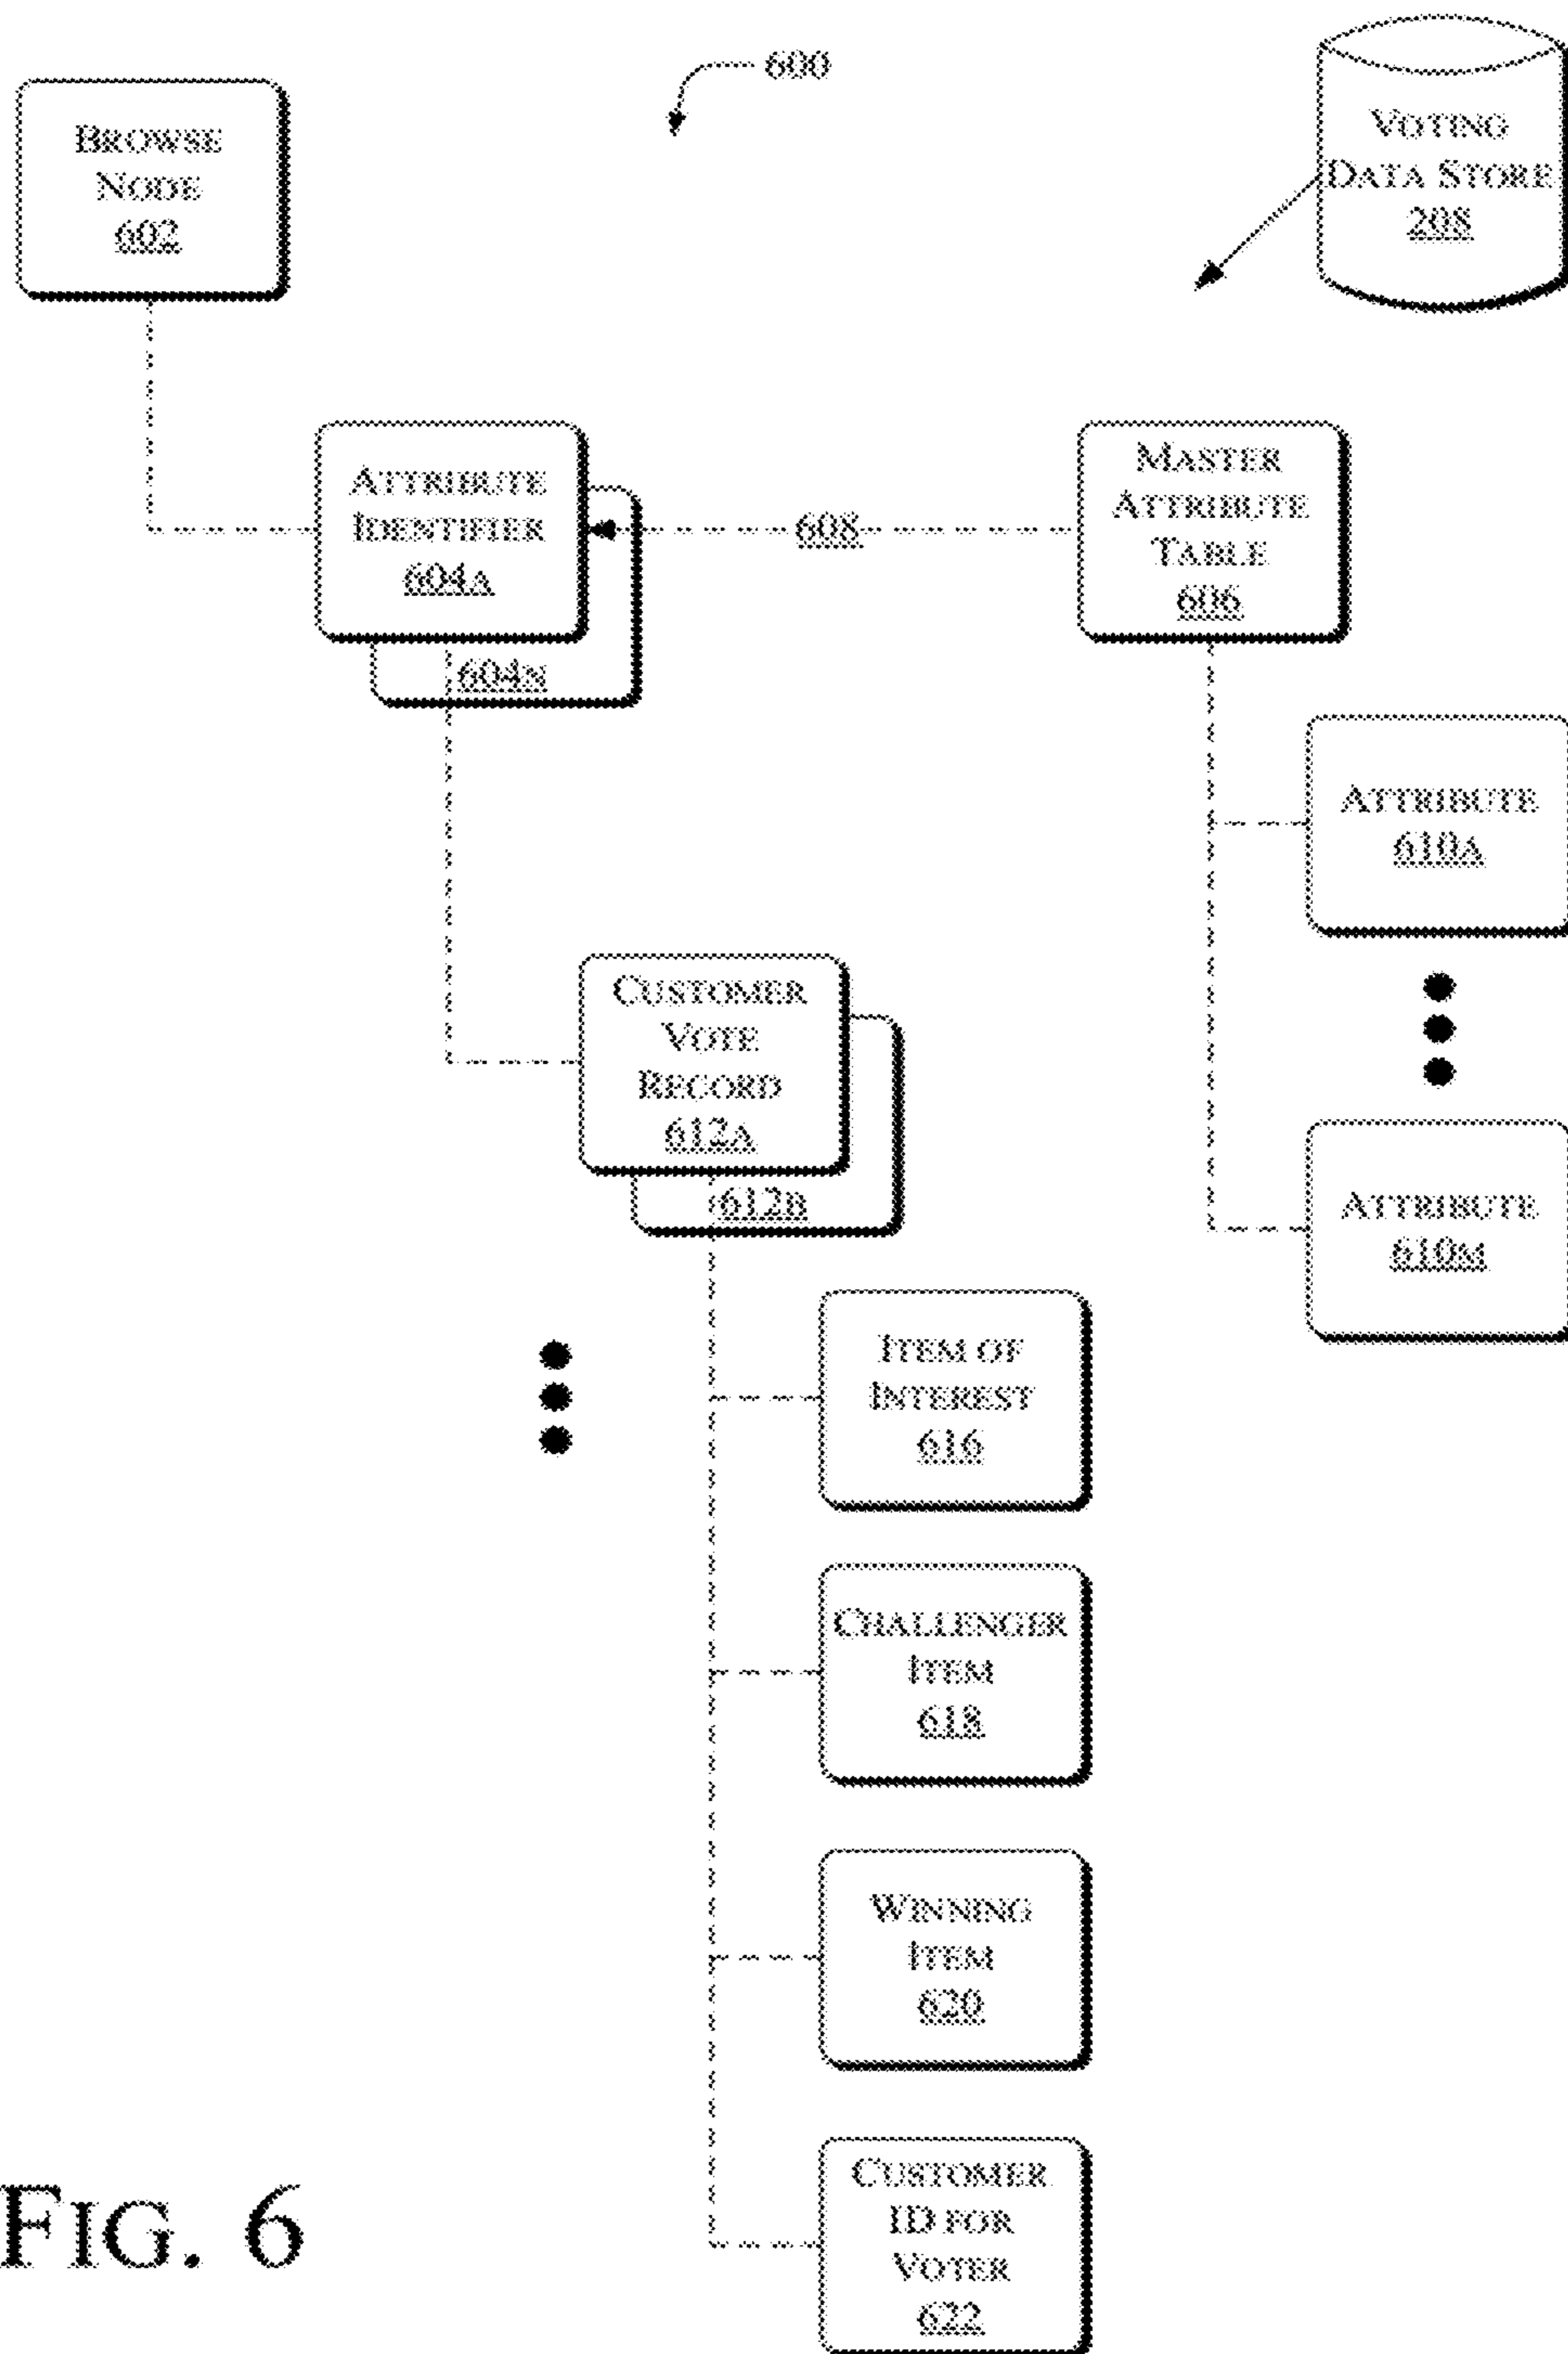 600
BROWSE
NODE
602
VOTING
DATA STORE
208
ATTRIBUTE
IDENTIFIER
604A
604N
608
MASTER
ATTRIBUTE
TABLE
606
ATTRIBUTE
610A
CUSTOMER
VOTE
RECORD
612A
612B
ATTRIBUTE
610M
ITEM OF
INTEREST
616
CHALLENGER
ITEM
618
WINNING
ITEM
620
CUSTOMER
ID FOR
VOTER
622
FIG. 6